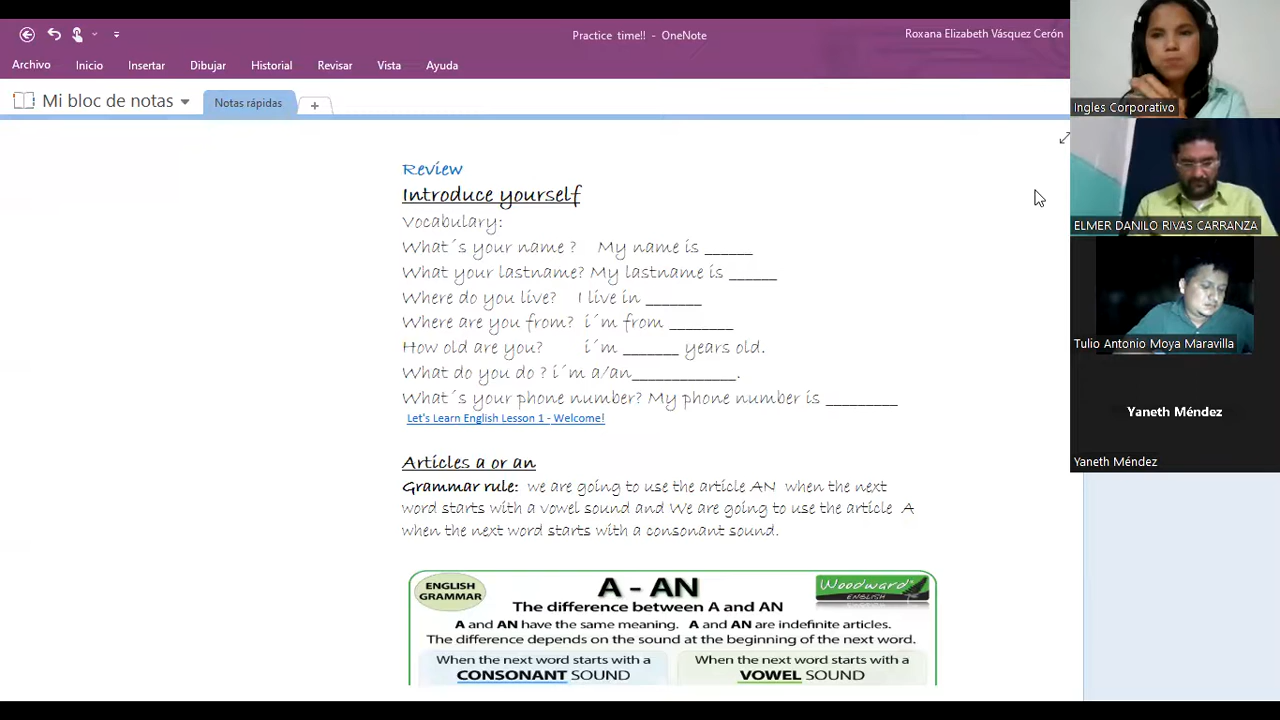 Practice time!! - OneNote
Roxana Elizabeth Vásquez Cerón
Archivo Inicio Insertar Dibujar Historial Revisar Vista Ayuda
Mi bloc de notas
Notas rápidas
+
Review
Introduce yourself
Vocabulary:
What´s your name ? My name is ______
What your lastname? My lastname is ______
Where do you live? I live in _______
Where are you from? i´m from ________
How old are you? i´m _______ years old.
What do you do ? i´m a/an_____________.
What´s your phone number? My phone number is _________
Let's Learn English Lesson 1 - Welcome!
Articles a or an
Grammar rule: we are going to use the article AN when the next
word starts with a vowel sound and We are going to use the article A
when the next word starts with a consonant sound.
ENGLISH
GRAMMAR
A - AN
Woodward
ENGLISH
The difference between A and AN
A and AN have the same meaning. A and AN are indefinite articles.
The difference depends on the sound at the beginning of the next word.
When the next word starts with a
CONSONANT SOUND
When the next word starts with a
VOWEL SOUND
Ingles Corporativo
ELMER DANILO RIVAS CARRANZA
Tulio Antonio Moya Maravilla
Yaneth Méndez
Yaneth Méndez